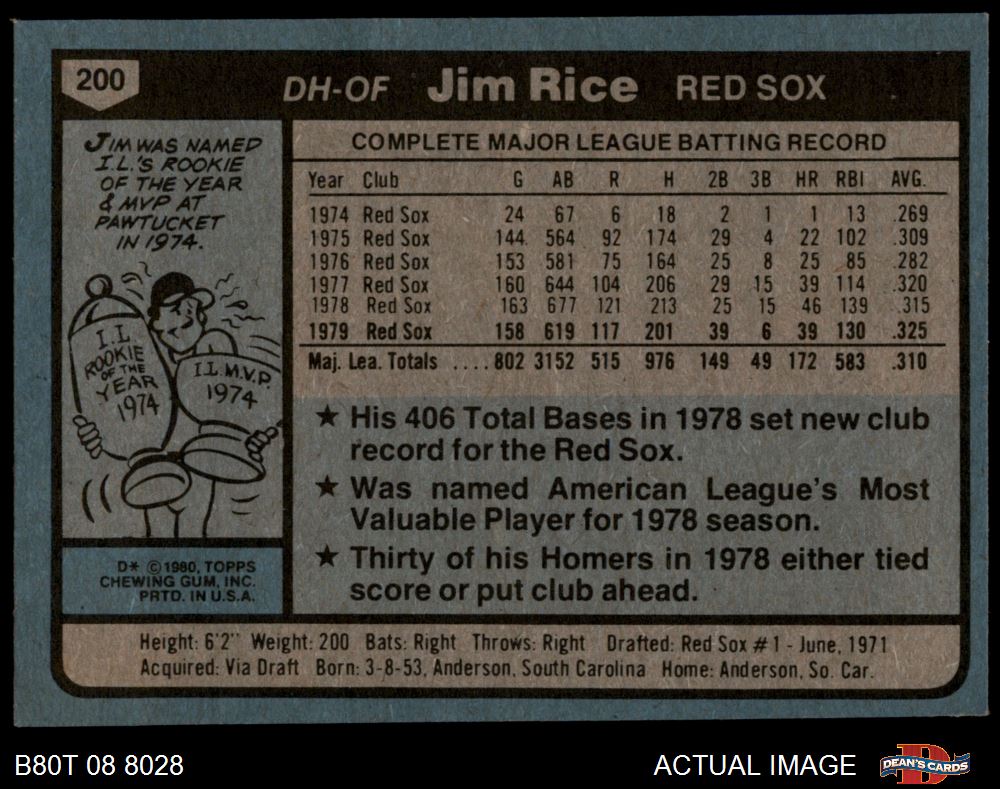 200
DH-OF Jim Rice RED SOX
JIM WAS NAMED
I.L.'S ROOKIE
OF THE YEAR
& MVP AT
PAWTUCKET
IN 1974.
I.L.
ROOKIE
OF THE
YEAR
1974
I.L. M.V.P.
1974
D* ©1980, TOPPS
CHEWING GUM, INC.
PRTD. IN U.S.A.
COMPLETE MAJOR LEAGUE BATTING RECORD
Year Club G AB R H 2B 3B HR RBI AVG.
1974 Red Sox 24 67 6 18 2 1 1 13 .269
1975 Red Sox 144 564 92 174 29 4 22 102 .309
1976 Red Sox 153 581 75 164 25 8 25 85 .282
1977 Red Sox 160 644 104 206 29 15 39 114 .320
1978 Red Sox 163 677 121 213 25 15 46 139 .315
1979 Red Sox 158 619 117 201 39 6 39 130 .325
Maj. Lea. Totals .... 802 3152 515 976 149 49 172 583 .310
★ His 406 Total Bases in 1978 set new club
record for the Red Sox.
★ Was named American League's Most
Valuable Player for 1978 season.
★ Thirty of his Homers in 1978 either tied
score or put club ahead.
Height: 6'2" Weight: 200 Bats: Right Throws: Right Drafted: Red Sox #1 - June, 1971
Acquired: Via Draft Born: 3-8-53, Anderson, South Carolina Home: Anderson, So. Car.
B80T 08 8028
ACTUAL IMAGE
DEAN'S CARDS